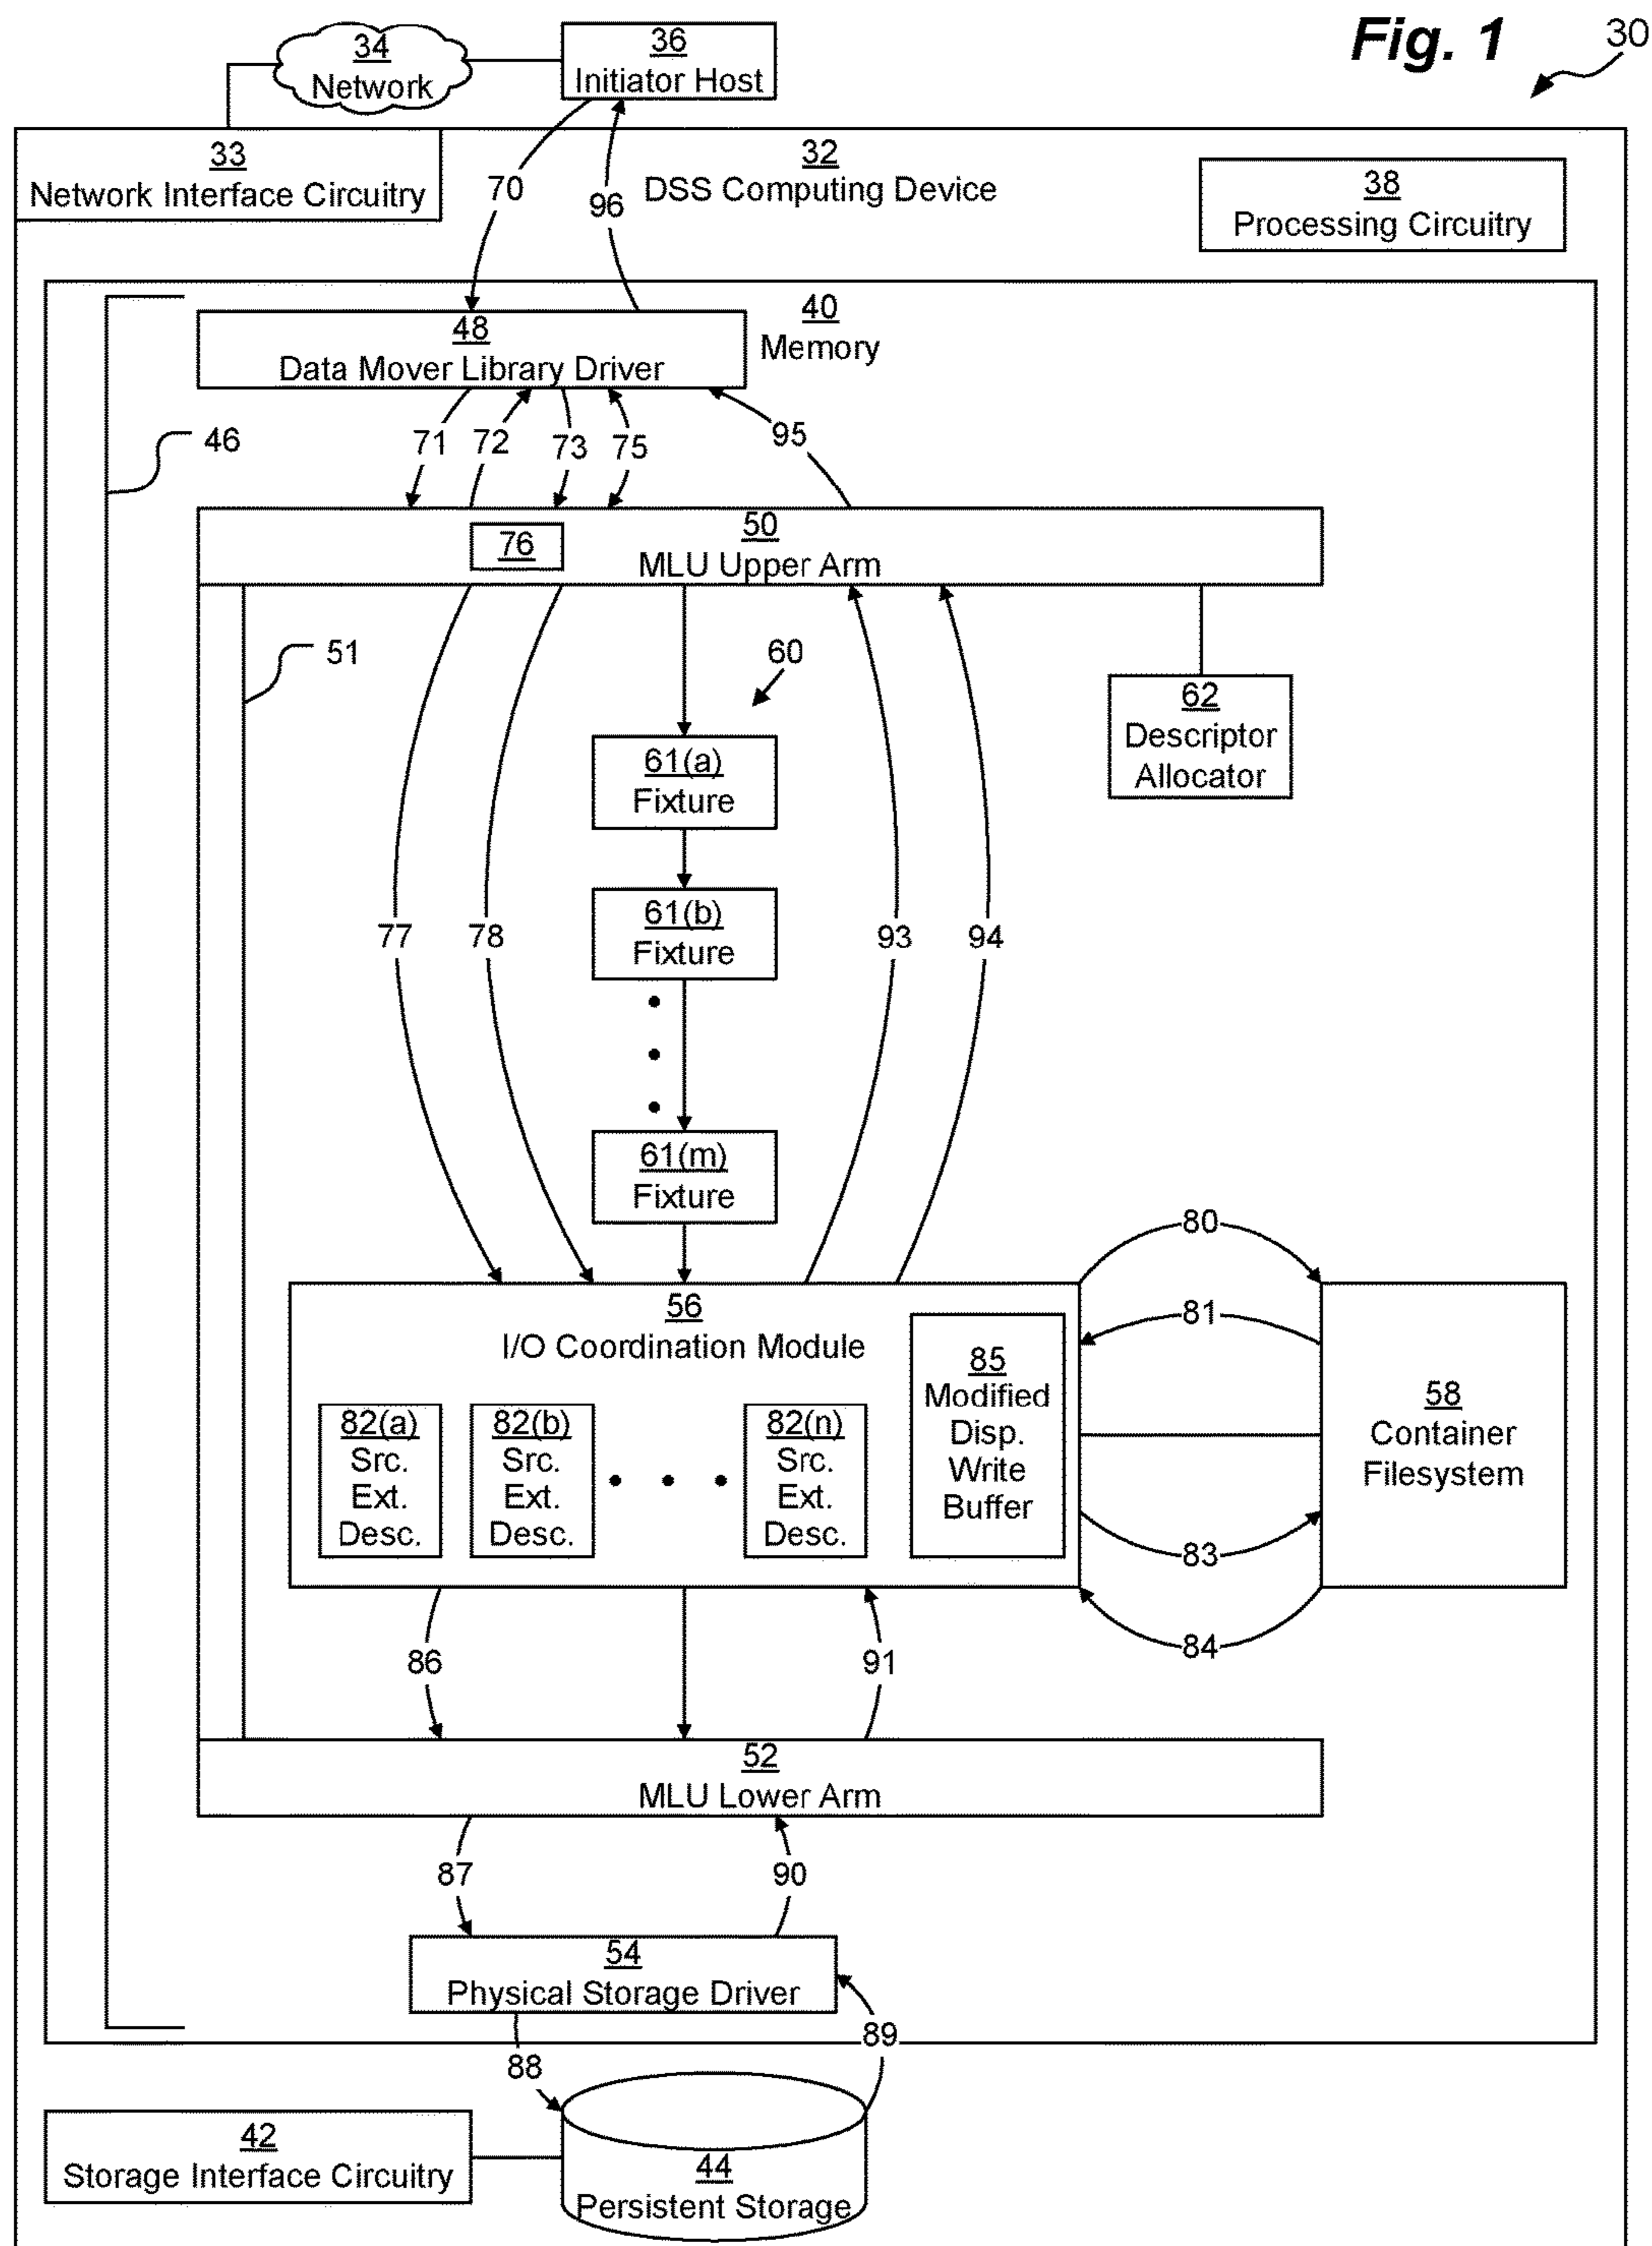 Fig. 1
30
34
Network
36
Initiator Host
33
Network Interface Circuitry
32
DSS Computing Device
38
Processing Circuitry
70
96
48
Data Mover Library Driver
40
Memory
46
71
72
73
75
95
76
50
MLU Upper Arm
51
60
62
Descriptor
Allocator
61(a)
Fixture
61(b)
Fixture
77
78
93
94
61(m)
Fixture
80
56
I/O Coordination Module
81
82(a)
Src.
Ext.
Desc.
82(b)
Src.
Ext.
Desc.
82(n)
Src.
Ext.
Desc.
85
Modified
Disp.
Write
Buffer
58
Container
Filesystem
83
84
86
91
52
MLU Lower Arm
87
90
54
Physical Storage Driver
88
89
42
Storage Interface Circuitry
44
Persistent Storage